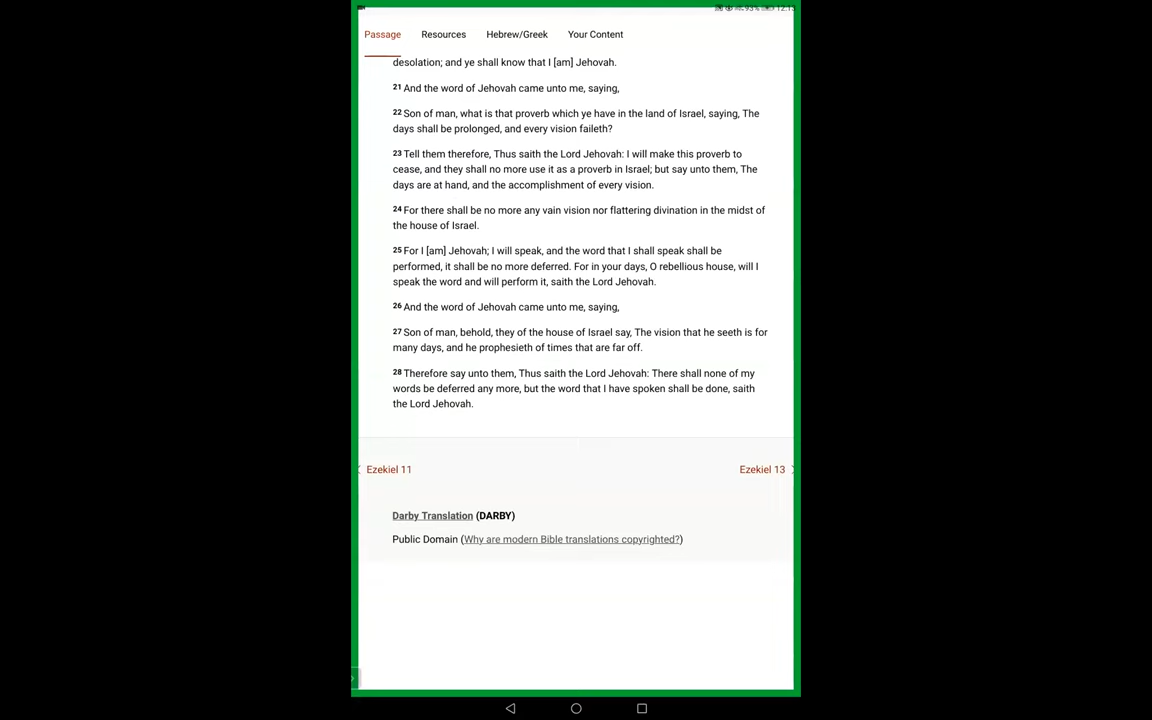 93% 12:13
Passage Resources Hebrew/Greek Your Content
desolation; and ye shall know that I [am] Jehovah.
21 And the word of Jehovah came unto me, saying,
22 Son of man, what is that proverb which ye have in the land of Israel, saying, The
days shall be prolonged, and every vision faileth?
23 Tell them therefore, Thus saith the Lord Jehovah: I will make this proverb to
cease, and they shall no more use it as a proverb in Israel; but say unto them, The
days are at hand, and the accomplishment of every vision.
24 For there shall be no more any vain vision nor flattering divination in the midst of
the house of Israel.
25 For I [am] Jehovah; I will speak, and the word that I shall speak shall be
performed, it shall be no more deferred. For in your days, O rebellious house, will I
speak the word and will perform it, saith the Lord Jehovah.
26 And the word of Jehovah came unto me, saying,
27 Son of man, behold, they of the house of Israel say, The vision that he seeth is for
many days, and he prophesieth of times that are far off.
28 Therefore say unto them, Thus saith the Lord Jehovah: There shall none of my
words be deferred any more, but the word that I have spoken shall be done, saith
the Lord Jehovah.
Ezekiel 11 Ezekiel 13
Darby Translation (DARBY)
Public Domain (Why are modern Bible translations copyrighted?)